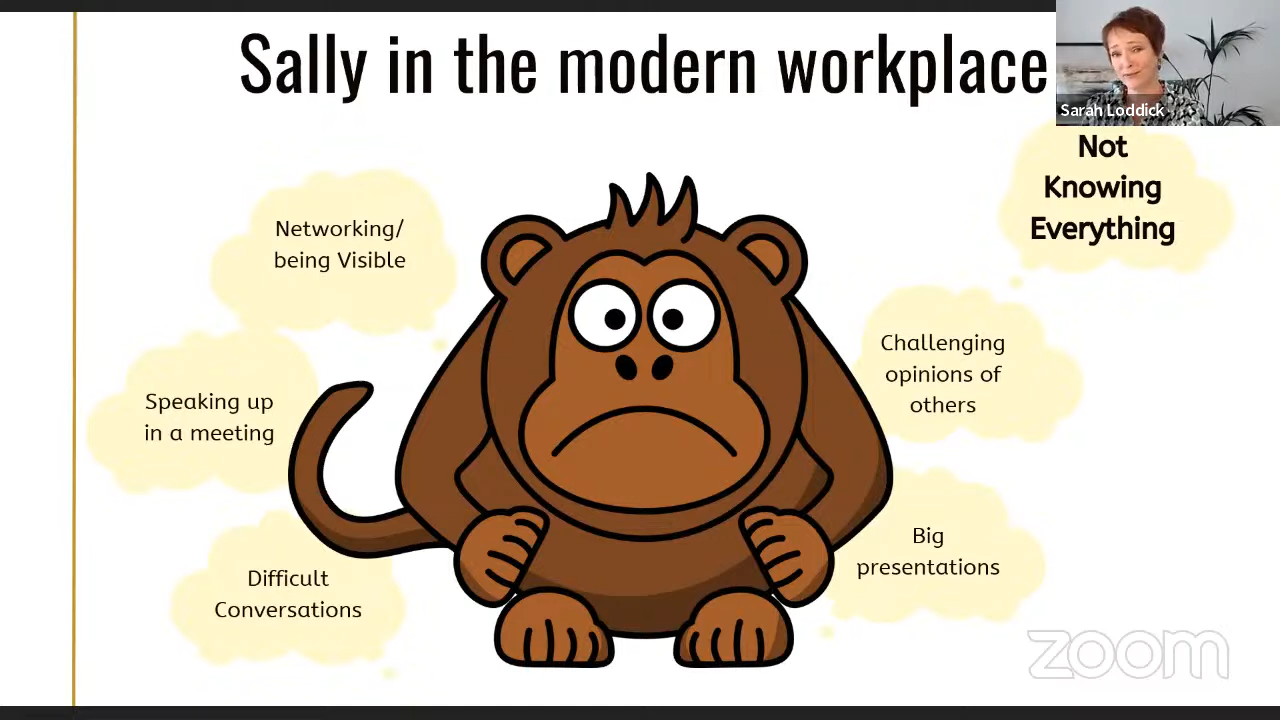 Sally in the modern workplace
Sarah Loddick
Not
Knowing
Everything
Networking/
being Visible
Challenging
opinions of
others
Speaking up
in a meeting
Big
presentations
Difficult
Conversations
zoom